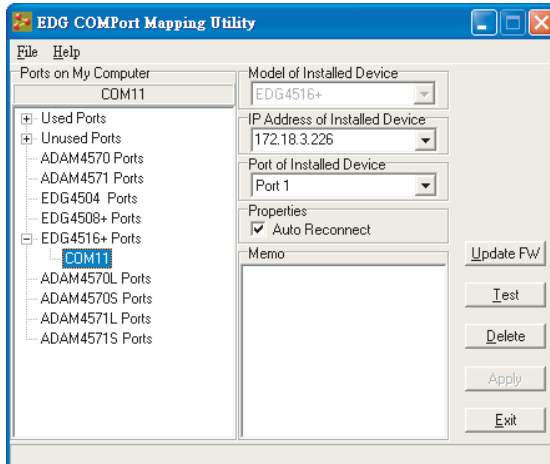 EDG COMPort Mapping Utility
File Help
Ports on My Computer
COM11
Used Ports
Unused Ports
ADAM4570 Ports
ADAM4571 Ports
EDG4504 Ports
EDG4508+ Ports
EDG4516+ Ports
COM11
ADAM4570L Ports
ADAM4570S Ports
ADAM4571L Ports
ADAM4571S Ports
Model of Installed Device
EDG4516+
IP Address of Installed Device
172.18.3.226
Port of Installed Device
Port 1
Properties
Auto Reconnect
Memo
Update FW
Test
Delete
Apply
Exit